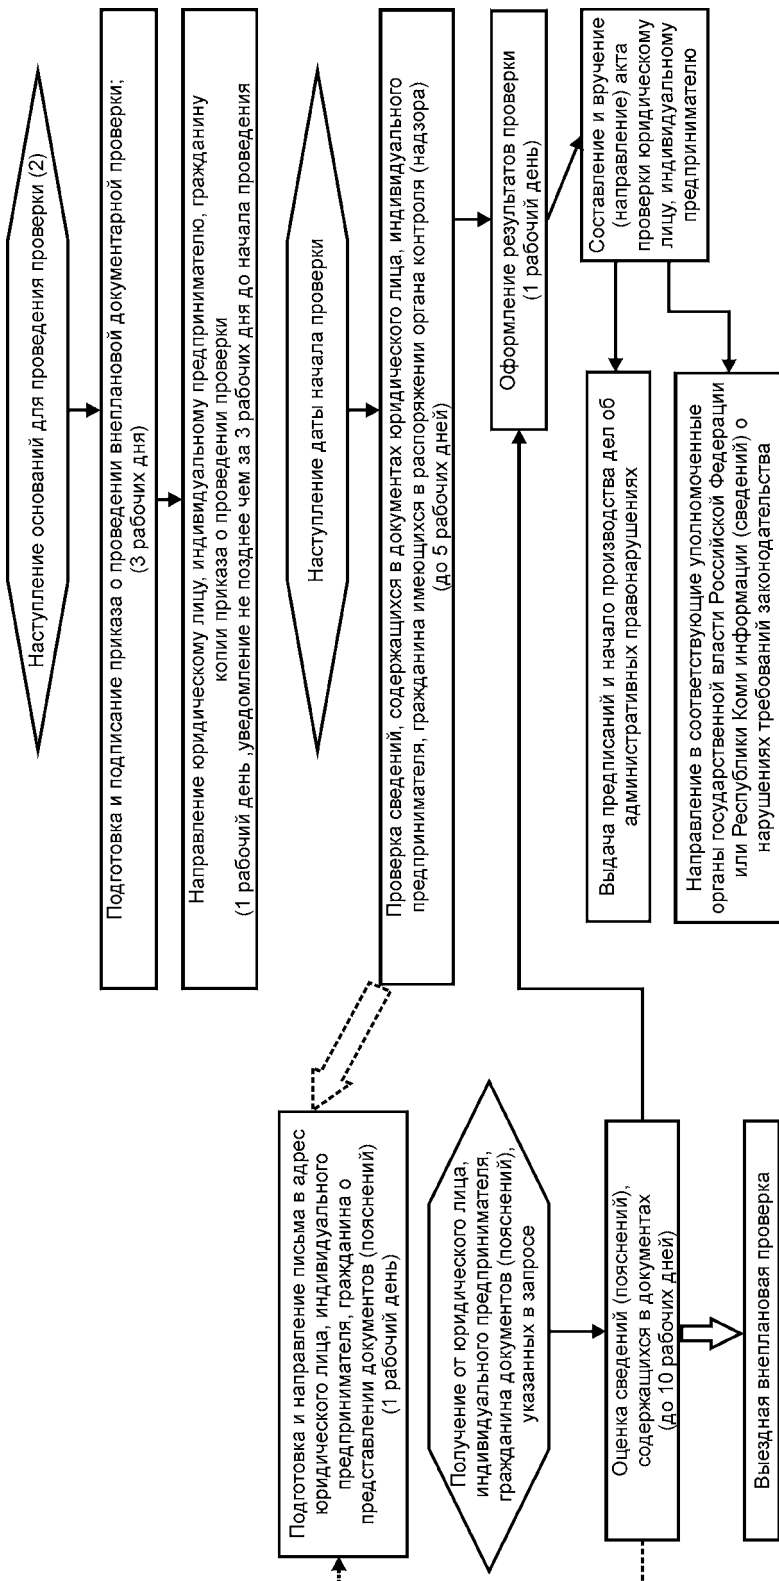 Наступление оснований для проведения проверки (2)
Подготовка и подписание приказа о проведении внеплановой документарной проверки;
(3 рабочих дня)
Направление юридическому лицу, индивидуальному предпринимателю, гражданину
копии приказа о проведении проверки
(1 рабочий день ,уведомление не позднее чем за 3 рабочих дня до начала проведения
Наступление даты начала проверки
Проверка сведений, содержащихся в документах юридического лица, индивидуального
предпринимателя, гражданина имеющихся в распоряжении органа контроля (надзора)
(до 5 рабочих дней)
Оформление результатов проверки
(1 рабочий день)
Составление и вручение
(направление) акта
проверки юридическому
лицу, индивидуальному
предпринимателю
Выдача предписаний и начало производства дел об
административных правонарушениях
Направление в соответствующие уполномоченные
органы государственной власти Российской Федерации
или Республики Коми информации (сведений) о
нарушениях требований законодательства
Подготовка и направление письма в адрес
юридического лица, индивидуального
предпринимателя, гражданина о
представлении документов (пояснений)
(1 рабочий день)
Получение от юридического лица,
индивидуального предпринимателя,
гражданина документов (пояснений),
указанных в запросе
Оценка сведений (пояснений),
содержащихся в документах
(до 10 рабочих дней)
Выездная внеплановая проверка